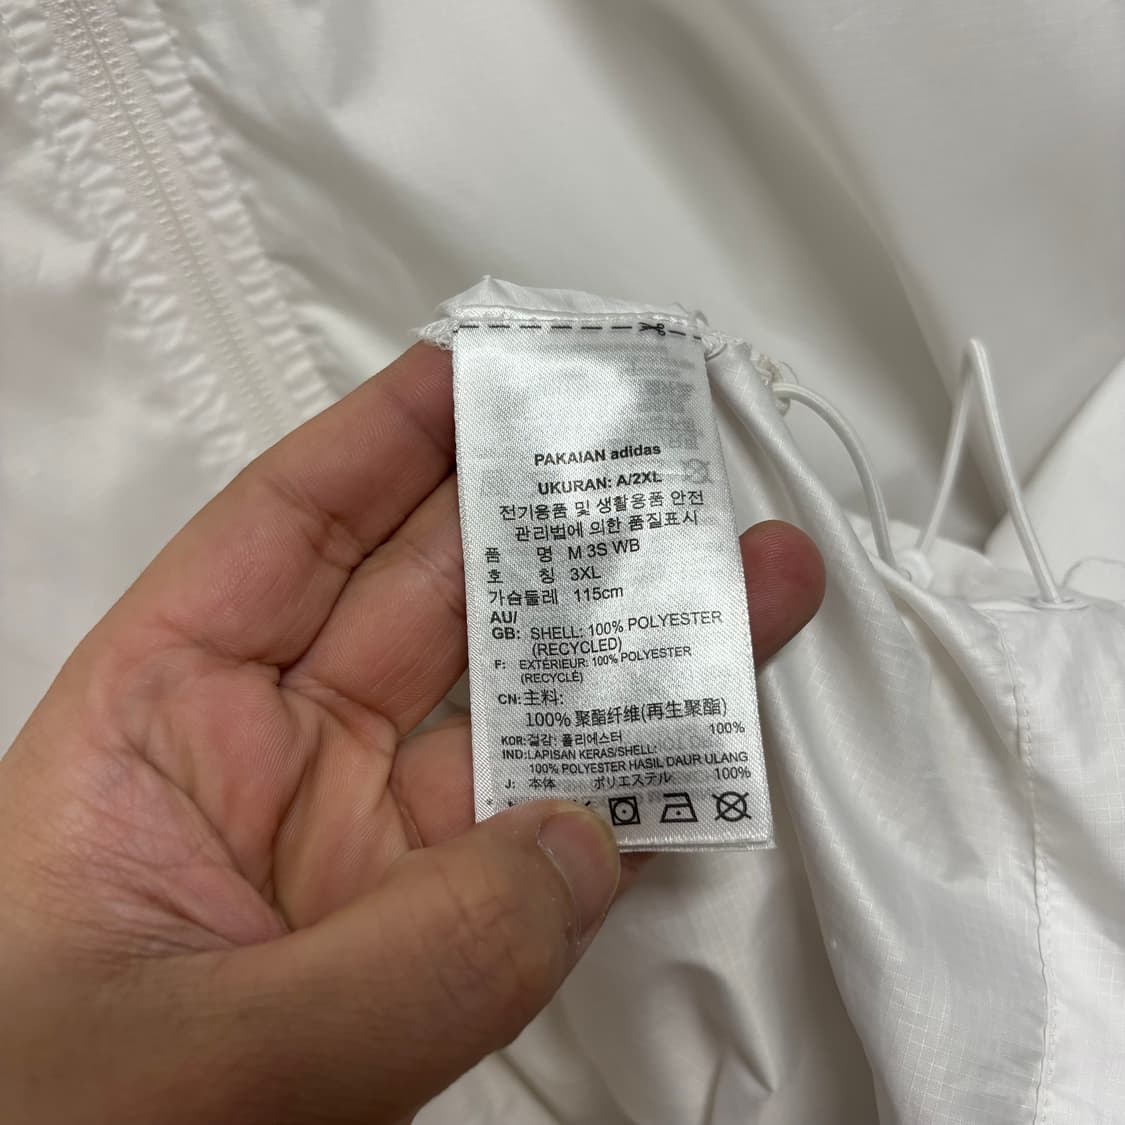 PAKAIAN adidas
UKURAN: A/2XL
전기용품 및 생활용품 안전
관리법에 의한 품질표시
품 명 M 3S WB
호 칭 3XL
가슴둘레 115cm
AU/
GB: SHELL: 100% POLYESTER
(RECYCLED)
F: EXTÉRIEUR: 100% POLYESTER
(RECYCLÉ)
CN: 主料:
100% 聚酯纤维(再生聚酯)
KOR: 겉감: 폴리에스터 100%
IND: LAPISAN KERAS/SHELL:
100% POLYESTER HASIL DAUR ULANG
J: 本体 ポリエステル 100%